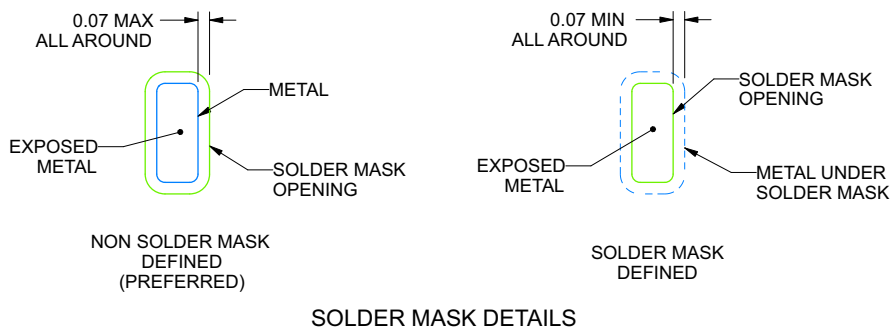 0.07 MAX
ALL AROUND
METAL
EXPOSED
METAL
SOLDER MASK
OPENING
NON SOLDER MASK
DEFINED
(PREFERRED)
0.07 MIN
ALL AROUND
SOLDER MASK
OPENING
EXPOSED
METAL
METAL UNDER
SOLDER MASK
SOLDER MASK
DEFINED
SOLDER MASK DETAILS